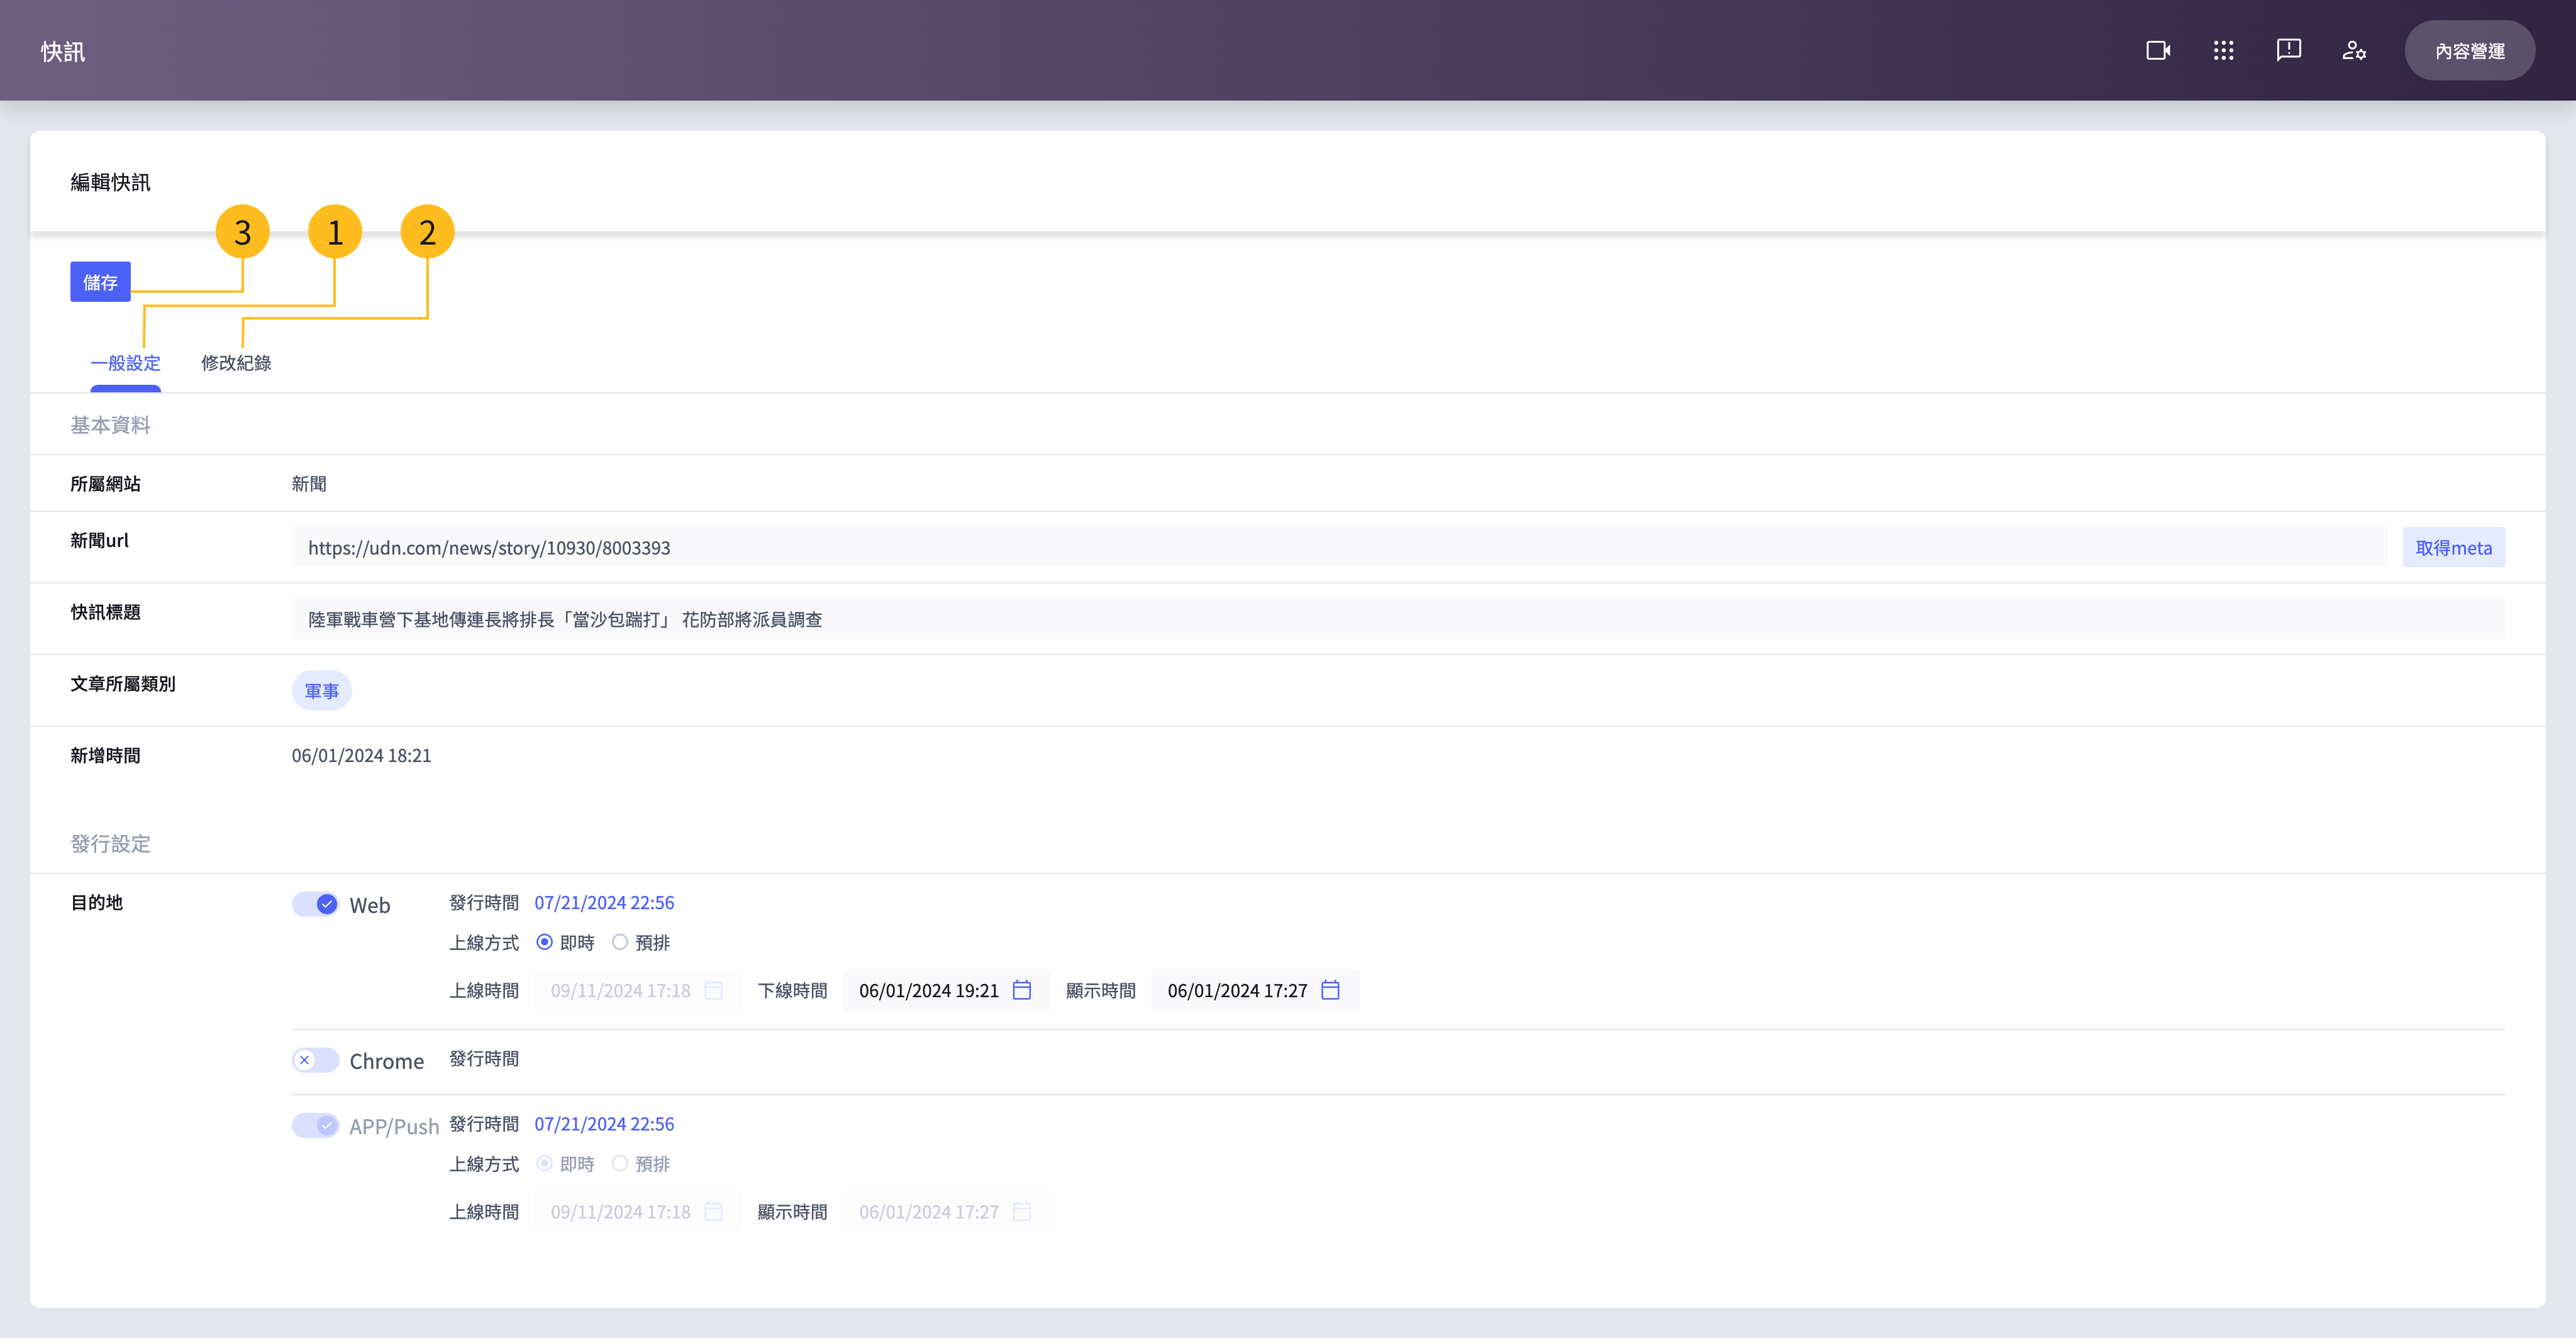 快訊
內容營運
編輯快訊
3 1 2
儲存
一般設定 修改紀錄
基本資料
所屬網站 新聞
新聞url https://udn.com/news/story/10930/8003393 取得meta
快訊標題 陸軍戰車營下基地傳連長將排長「當沙包踹打」 花防部將派員調查
文章所屬類別 軍事
新增時間 06/01/2024 18:21
發行設定
目的地 Web 發行時間 07/21/2024 22:56
上線方式 即時 預排
上線時間 09/11/2024 17:18 下線時間 06/01/2024 19:21 顯示時間 06/01/2024 17:27
Chrome 發行時間
APP/Push 發行時間 07/21/2024 22:56
上線方式 即時 預排
上線時間 09/11/2024 17:18 顯示時間 06/01/2024 17:27